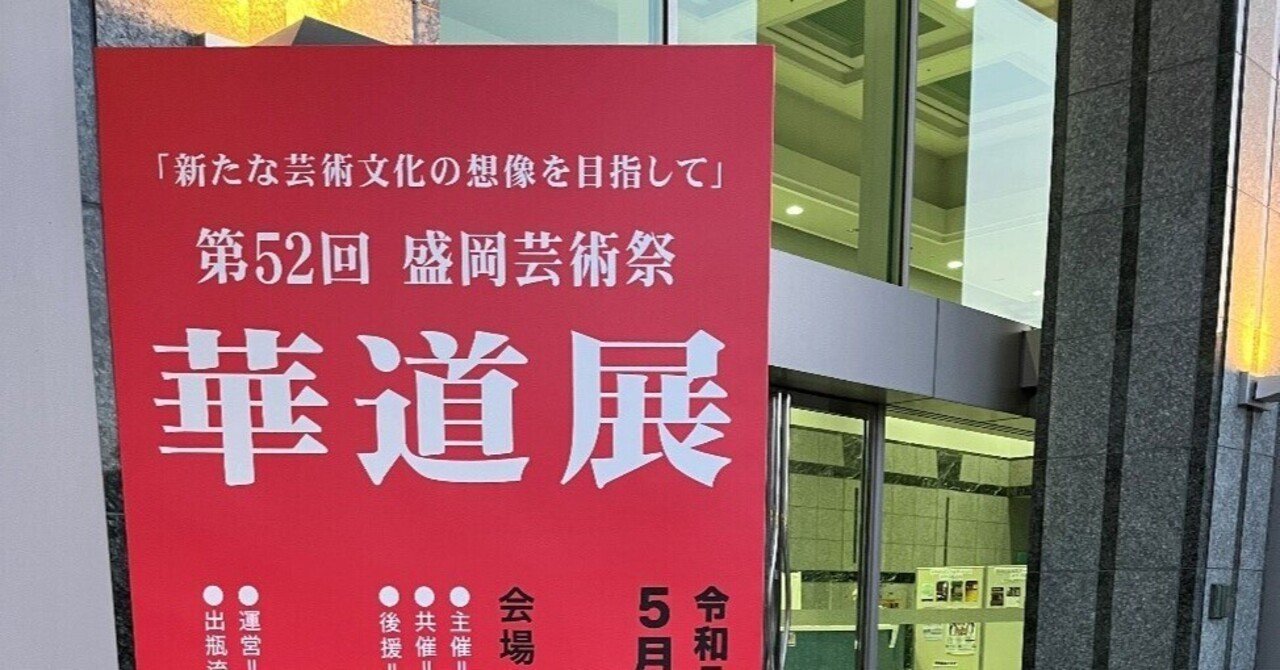 「新たな芸術文化の想像を目指して」
第52回 盛岡芸術祭
華道展
令和
5月
会場
●主催＝
●共催＝
●後援＝
●運営＝
●出瓶流